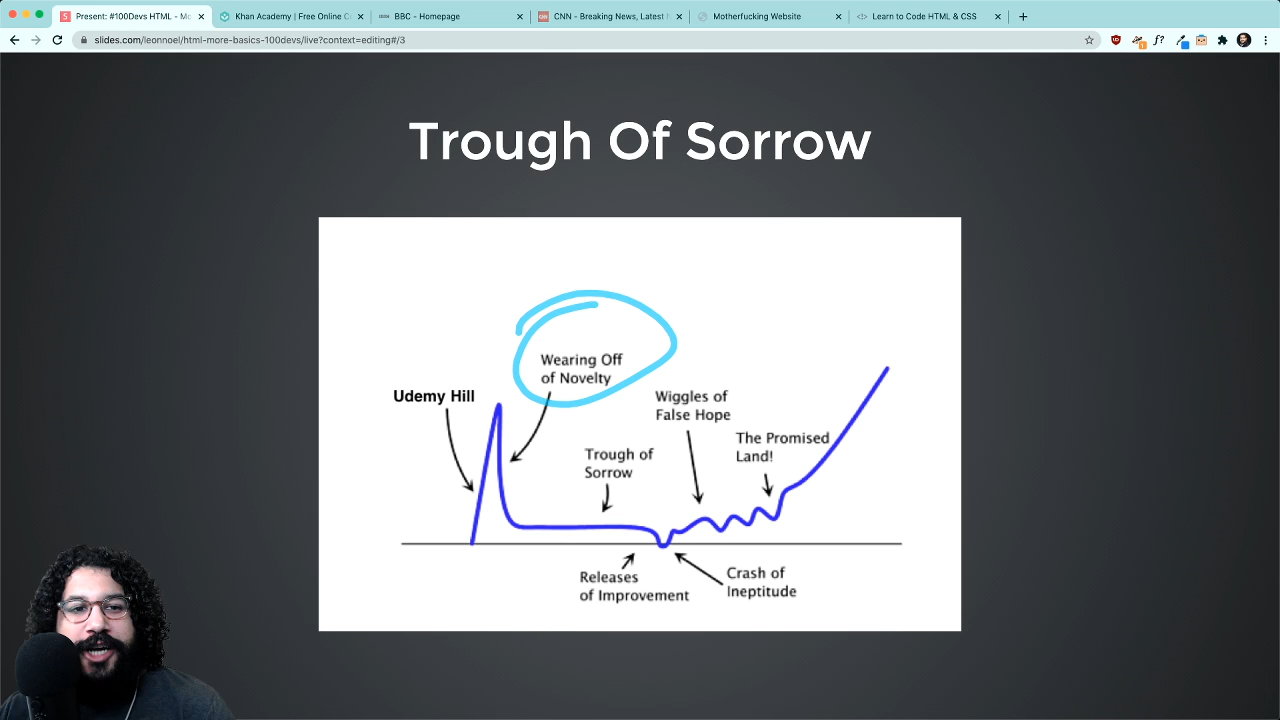 Present: #100Devs HTML - Mo
Khan Academy | Free Online C
BBC - Homepage
CNN - Breaking News, Latest N
Motherfucking Website
Learn to Code HTML & CSS
slides.com/leonnoel/html-more-basics-100devs/live?context=editing#/3
Trough Of Sorrow
Wearing Off
of Novelty
Udemy Hill
Wiggles of
False Hope
The Promised
Land!
Trough of
Sorrow
Releases
of Improvement
Crash of
Ineptitude